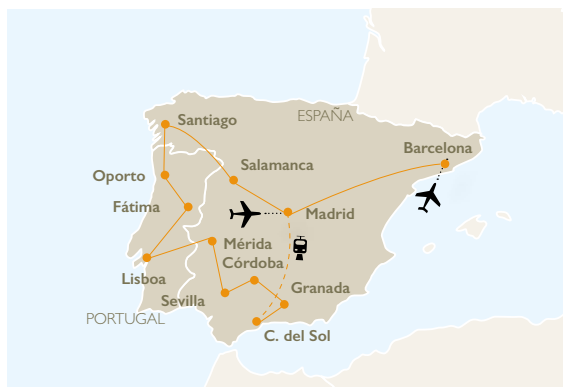 ESPAÑA
Santiago
Barcelona
Salamanca
Oporto
Fátima
Madrid
Mérida
Córdoba
Lisboa
Sevilla
Granada
PORTUGAL
C. del Sol